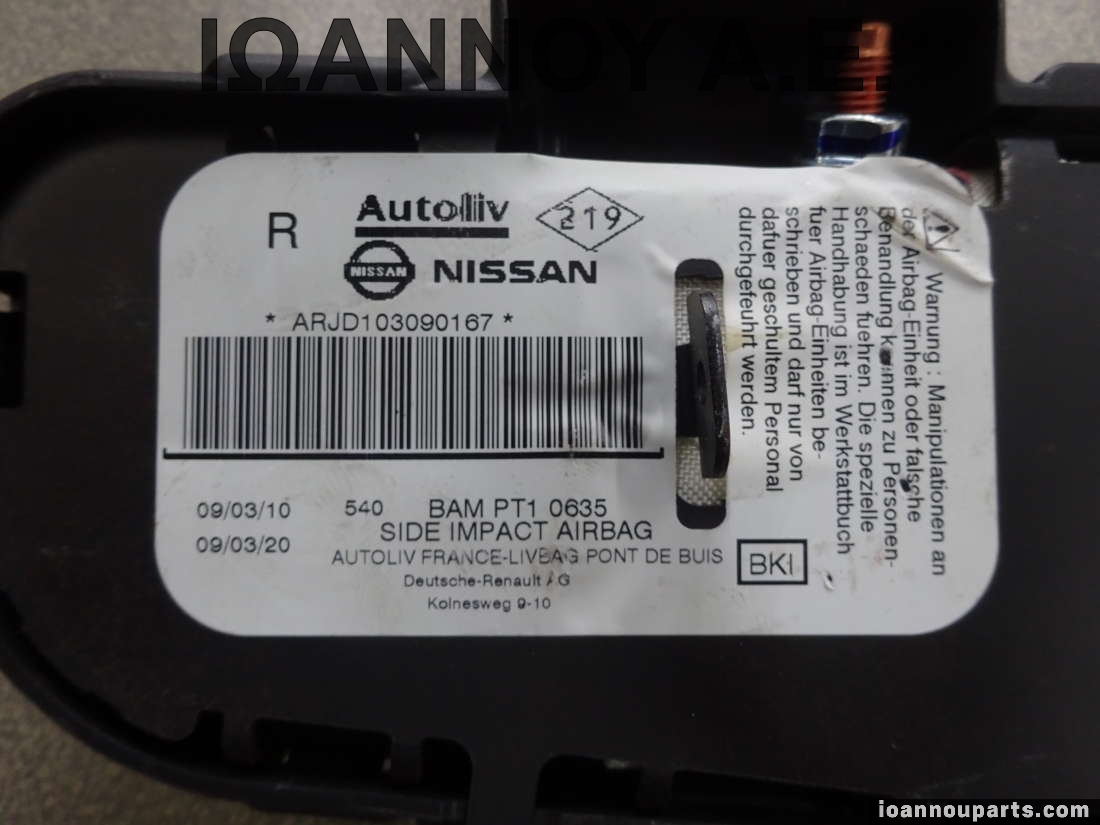 ΙΩΑΝΝΟΥ Α.Ε.
R
Autoliv
219
NISSAN
NISSAN
* ARJD103090167 *
09/03/10 540 BAM PT1 0635
SIDE IMPACT AIRBAG
09/03/20
AUTOLIV FRANCE-LIVBAG PONT DE BUIS
Deutsche-Renault AG
Kolnesweg 9-10
BKI
Warnung : Manipulationen an
der Airbag-Einheit oder falsche
Behandlung koennen zu Personen-
schaeden fuehren. Die spezielle
Handhabung ist im Werkstattbuch
fuer Airbag-Einheiten be-
schrieben und darf nur von
dafuer geschultem Personal
durchgefeuhrt werden.
ioannouparts.com